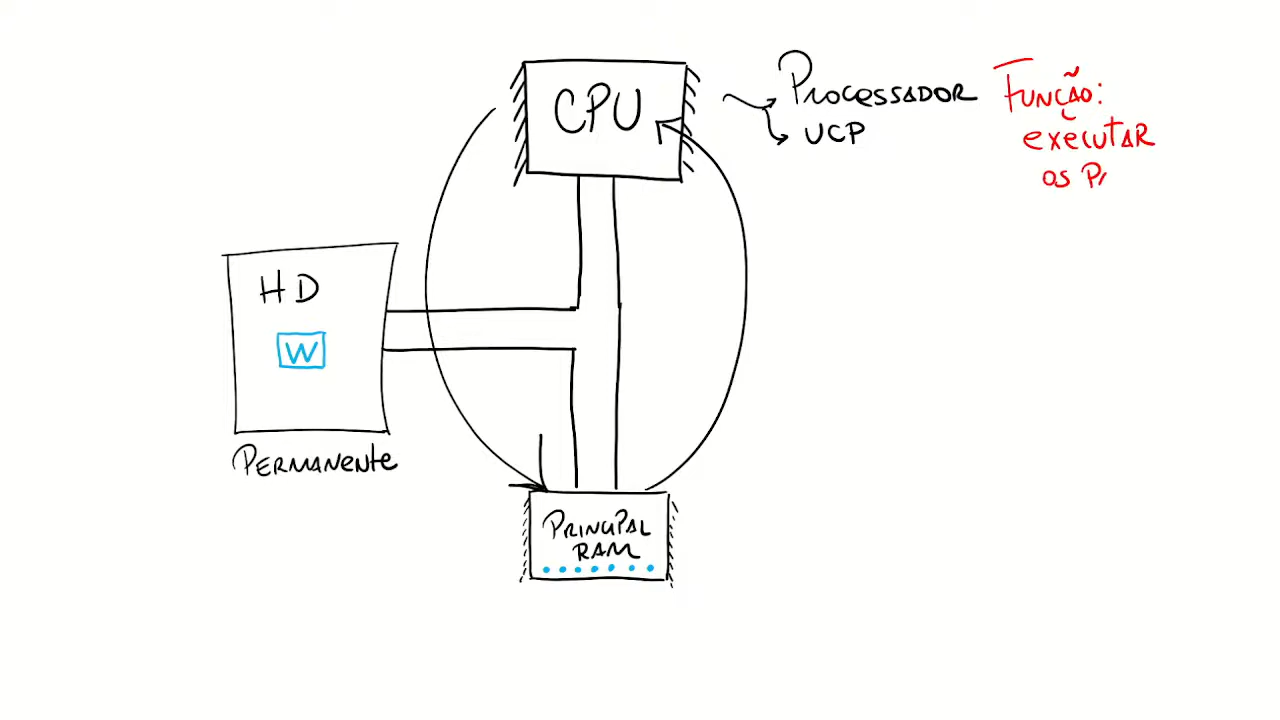 CPU
Processador
UCP
Função:
executar
os
HD
W
Permanente
Principal
RAM